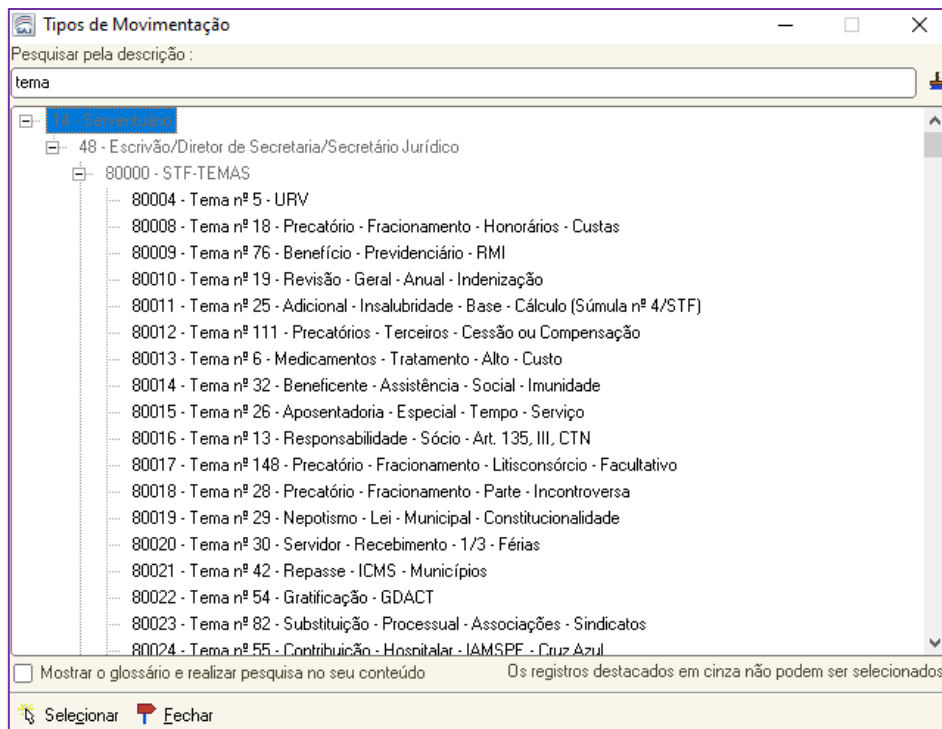 Tipos de Movimentação
Pesquisar pela descrição :
tema
14 - Serventuário
48 - Escrivão/Diretor de Secretaria/Secretário Jurídico
80000 - STF-TEMAS
80004 - Tema nº 5 - URV
80008 - Tema nº 18 - Precatório - Fracionamento - Honorários - Custas
80009 - Tema nº 76 - Benefício - Previdenciário - RMI
80010 - Tema nº 19 - Revisão - Geral - Anual - Indenização
80011 - Tema nº 25 - Adicional - Insalubridade - Base - Cálculo (Súmula nº 4/STF)
80012 - Tema nº 111 - Precatórios - Terceiros - Cessão ou Compensação
80013 - Tema nº 6 - Medicamentos - Tratamento - Alto - Custo
80014 - Tema nº 32 - Beneficente - Assistência - Social - Imunidade
80015 - Tema nº 26 - Aposentadoria - Especial - Tempo - Serviço
80016 - Tema nº 13 - Responsabilidade - Sócio - Art. 135, III, CTN
80017 - Tema nº 148 - Precatório - Fracionamento - Litisconsórcio - Facultativo
80018 - Tema nº 28 - Precatório - Fracionamento - Parte - Incontroversa
80019 - Tema nº 29 - Nepotismo - Lei - Municipal - Constitucionalidade
80020 - Tema nº 30 - Servidor - Recebimento - 1/3 - Férias
80021 - Tema nº 42 - Repasse - ICMS - Municípios
80022 - Tema nº 54 - Gratificação - GDACT
80023 - Tema nº 82 - Substituição - Processual - Associações - Sindicatos
80024 - Tema nº 55 - Contribuição - Hospitalar - IAMSPE - Cruz Azul
Mostrar o glossário e realizar pesquisa no seu conteúdo
Os registros destacados em cinza não podem ser selecionados
Selecionar
Fechar